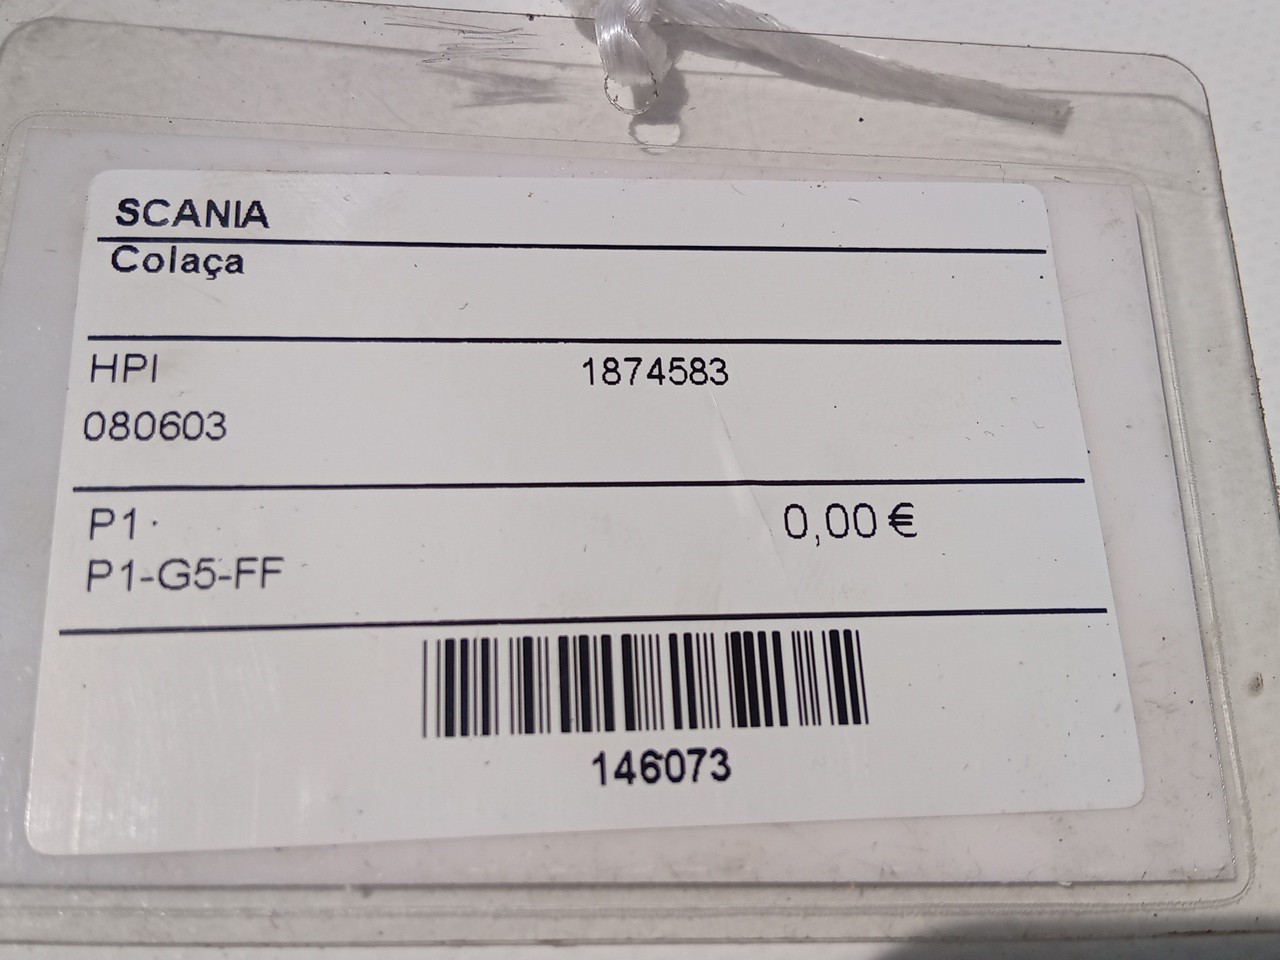 SCANIA
Colaça
HPI 1874583
080603
P1 0,00 €
P1-G5-FF
146073